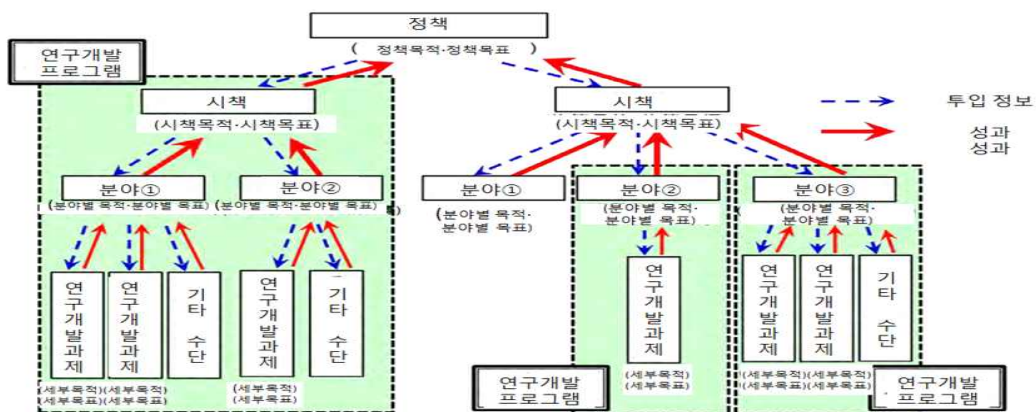 정책
( 정책목적·정책목표 )
연구개발
프로그램
시책
(시책목적·시책목표)
시책
(시책목적·시책목표)
투입 정보
성과
성과
분야①
(분야별 목적·분야별 목표)
분야②
(분야별 목적·분야별 목표)
분야①
(분야별 목적·
분야별 목표)
분야②
(분야별 목적·
분야별 목표)
분야③
(분야별 목적·
분야별 목표)
연구개발과제
연구개발과제
기타 수단
연구개발과제
기타 수단
연구개발과제
연구개발과제
연구개발과제
기타 수단
(세부목적)(세부목적)
(세부목표)(세부목표)
(세부목적)
(세부목표)
(세부목적)
(세부목표)
(세부목적)(세부목적)
(세부목표)(세부목표)
연구개발
프로그램
연구개발
프로그램